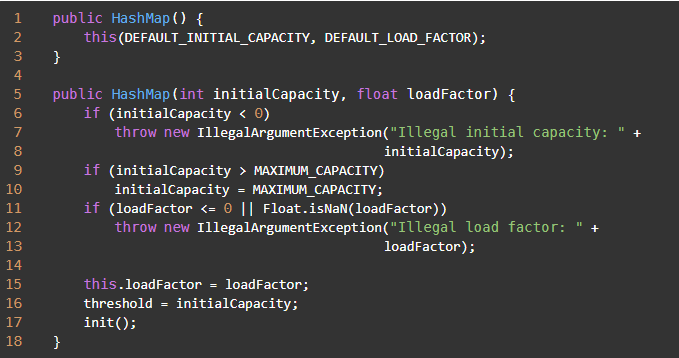 1 public HashMap() {
2 this(DEFAULT_INITIAL_CAPACITY, DEFAULT_LOAD_FACTOR);
3 }
4
5 public HashMap(int initialCapacity, float loadFactor) {
6 if (initialCapacity < 0)
7 throw new IllegalArgumentException("Illegal initial capacity: " +
8 initialCapacity);
9 if (initialCapacity > MAXIMUM_CAPACITY)
10 initialCapacity = MAXIMUM_CAPACITY;
11 if (loadFactor <= 0 || Float.isNaN(loadFactor))
12 throw new IllegalArgumentException("Illegal load factor: " +
13 loadFactor);
14
15 this.loadFactor = loadFactor;
16 threshold = initialCapacity;
17 init();
18 }